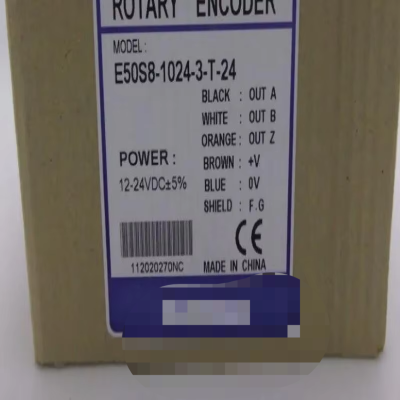 ROTARY ENCODER
MODEL:
E50S8-1024-3-T-24
BLACK : OUT A
WHITE : OUT B
ORANGE: OUT Z
POWER :
BROWN : +V
12-24VDC±5%
BLUE : 0V
SHIELD : F.G
CE
112020270NC
MADE IN CHINA